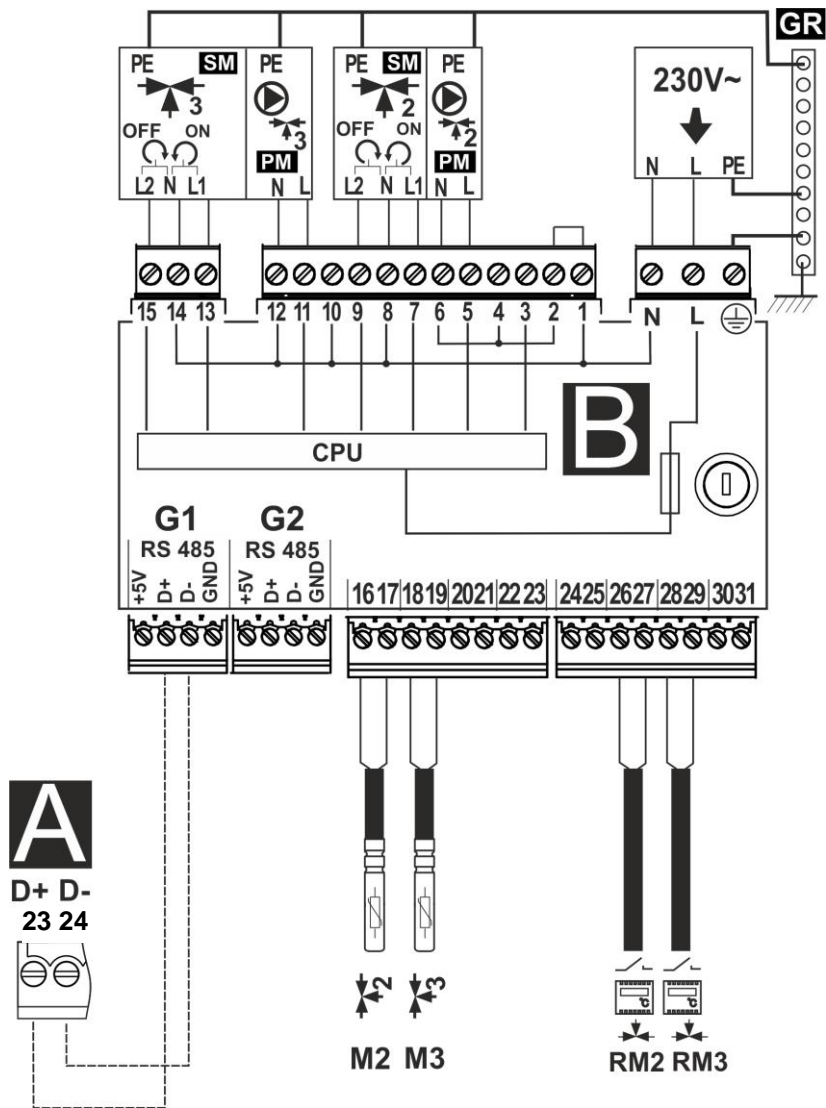 GR
PE SM PE PE SM PE
230V~
3 2
3 2
OFF ON OFF ON
PM PM
L2 N L1 N L L2 N L1 N L N L PE
15 14 13 12 11 10 9 8 7 6 5 4 3 2 1 N L
B
CPU
G1 G2
RS 485 RS 485
+5V D+ D- GND +5V D+ D- GND
16 17 18 19 20 21 22 23 24 25 26 27 28 29 30 31
A
D+ D-
23 24
2 3
°C °C
M2 M3 RM2 RM3